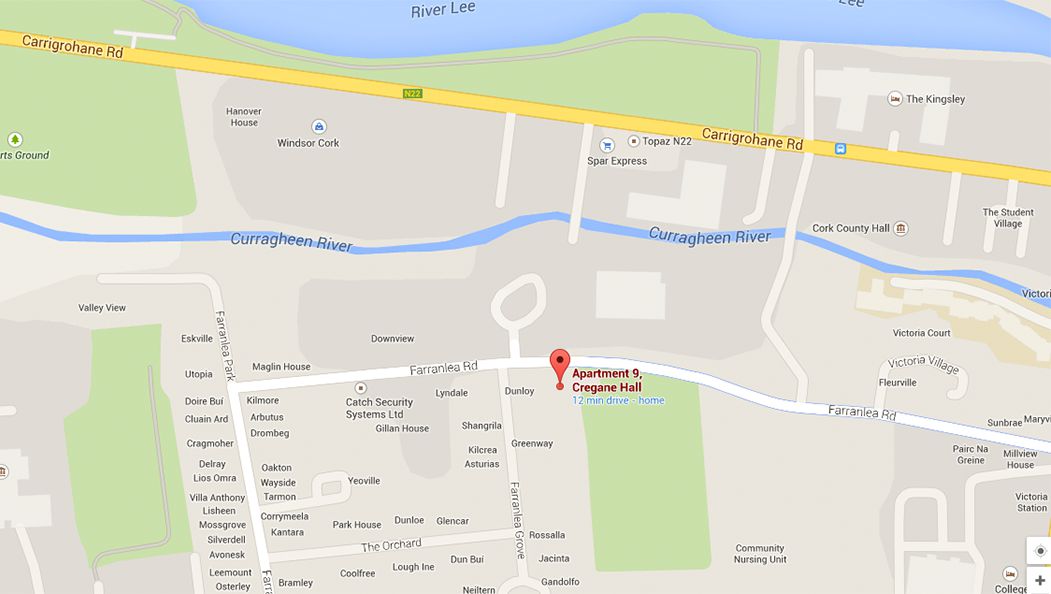 River Lee
Lee
Carrigrohane Rd
N22
The Kingsley
Hanover
House
Windsor Cork
Topaz N22
Carrigrohane Rd
Spar Express
rts Ground
The Student
Village
Cork County Hall
Curragheen River
Curragheen River
Victoria
Valley View
Eskville
Farranlea Park
Downview
Victoria Court
Victoria Village
Fleurville
Maglin House
Farranlea Rd
Utopia
Apartment 9,
Cregane Hall
12 min drive - home
Catch Security
Systems Ltd
Lyndale
Dunloy
Doire Buí
Kilmore
Cluain Ard
Arbutus
Gillan House
Farranlea Rd
Sunbrae
Maryvi
Drombeg
Shangrila
Cragmoher
Greenway
Kilcrea
Asturias
Pairc Na
Greine
Millview
House
Delray
Lios Omra
Oakton
Wayside
Tarmon
Yeoville
Villa Anthony
Lisheen
Victoria
Station
Mossgrove
Corrymeela
Kantara
Park House
Dunloe
Glencar
Farranlea Grove
Silverdell
Avonesk
The Orchard
Rossalla
Community
Nursing Unit
Dun Buí
Jacinta
Leemount
Osterley
Farra
Bramley
Coolfree
Lough Ine
Neiltern
Gandolfo
College